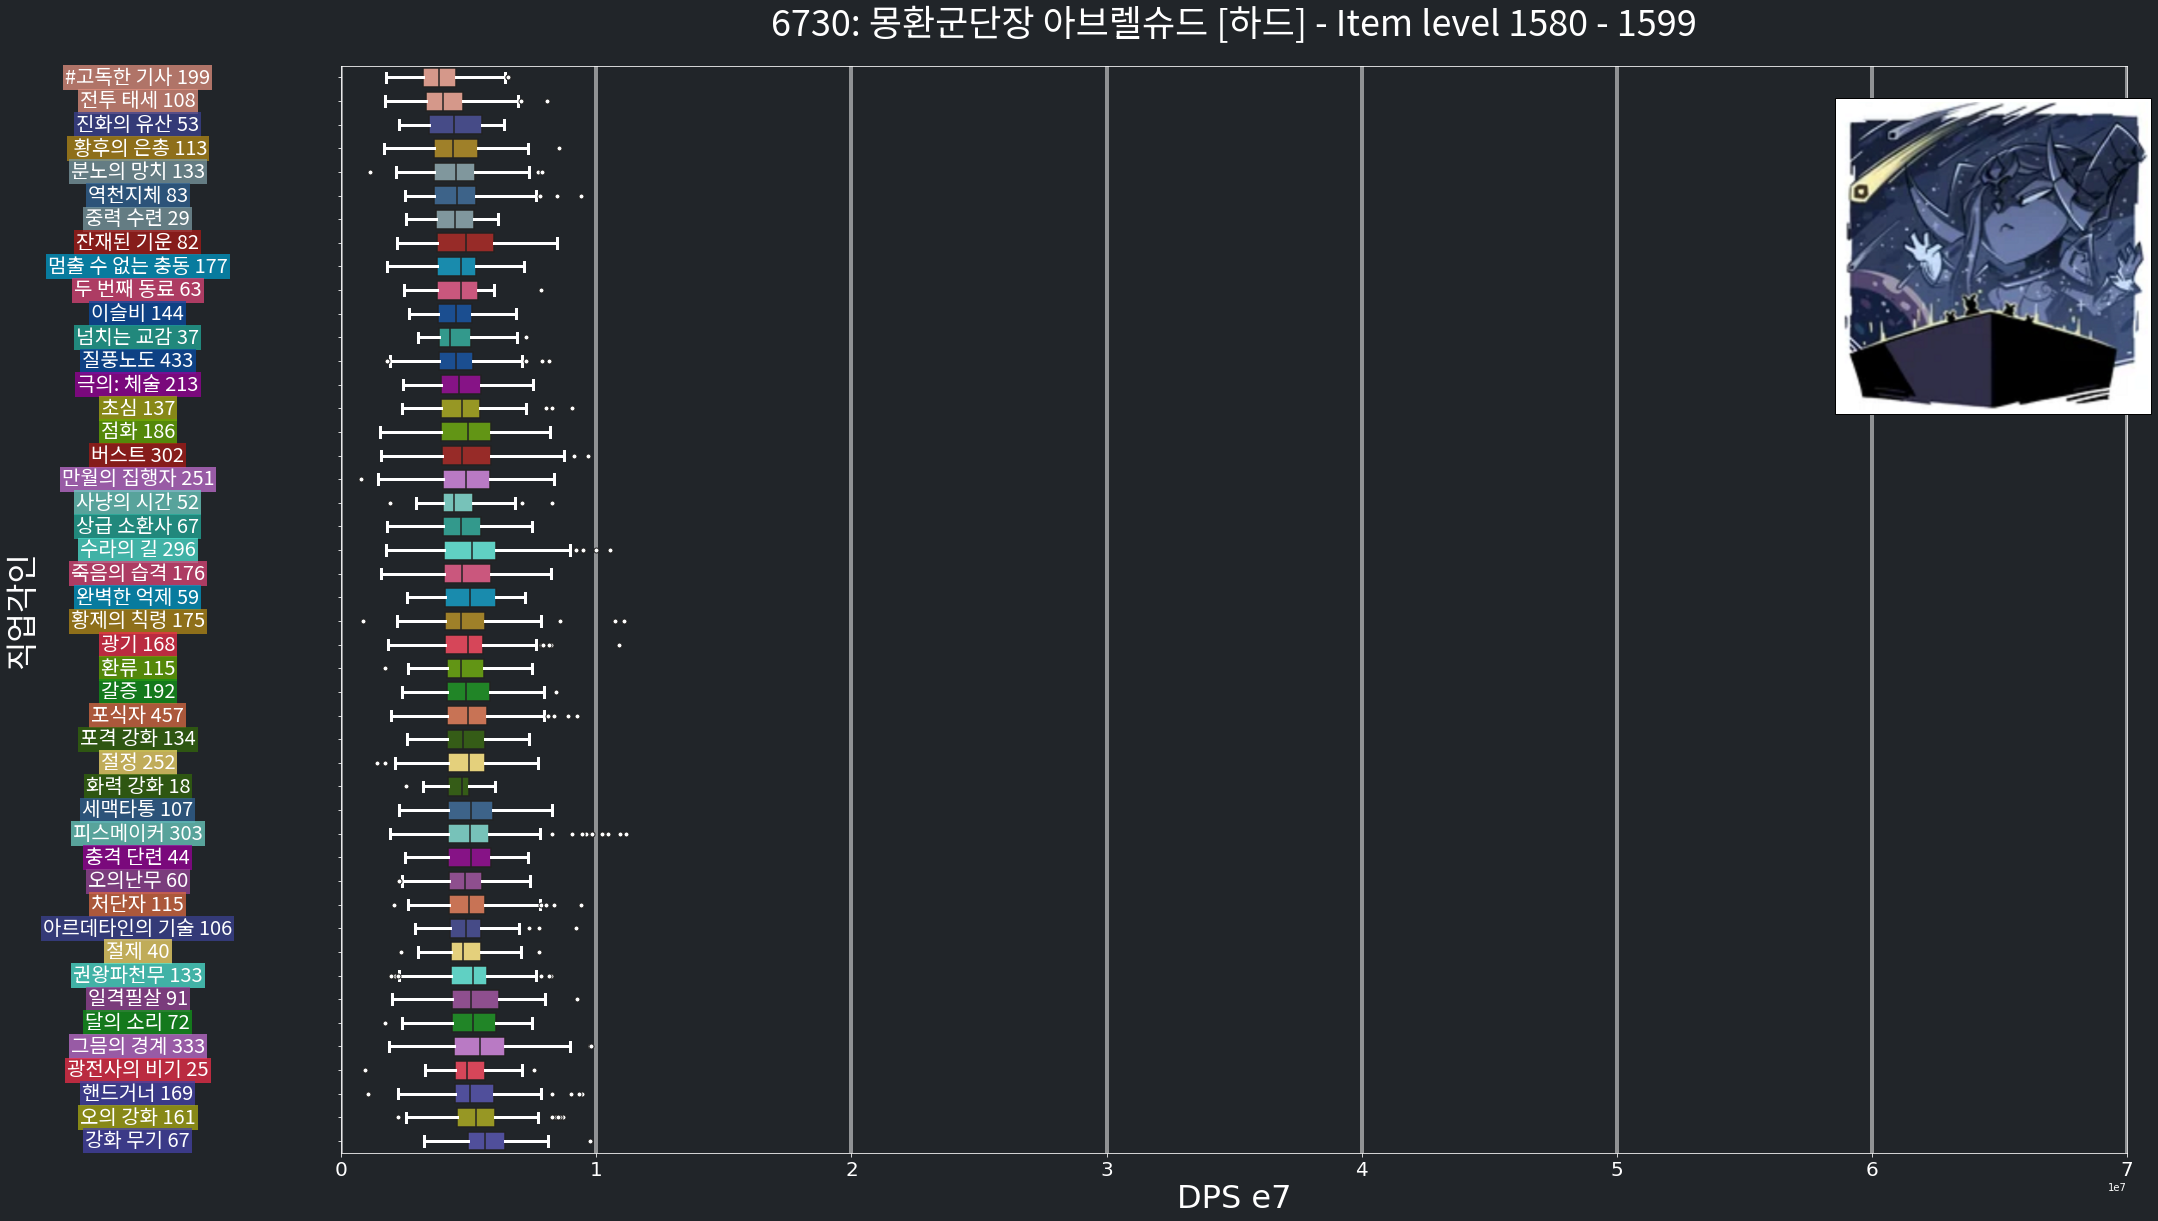 6730: 몽환군단장 아브렐슈드 [하드] - Item level 1580 - 1599
#고독한 기사 199
전투 태세 108
진화의 유산 53
황후의 은총 113
분노의 망치 133
역천지체 83
중력 수련 29
잔재된 기운 82
멈출 수 없는 충동 177
두 번째 동료 63
이슬비 144
넘치는 교감 37
질풍노도 433
극의: 체술 213
초심 137
점화 186
버스트 302
만월의 집행자 251
사냥의 시간 52
상급 소환사 67
수라의 길 296
죽음의 습격 176
완벽한 억제 59
황제의 칙령 175
광기 168
환류 115
갈증 192
포식자 457
포격 강화 134
절정 252
화력 강화 18
세맥타통 107
피스메이커 303
충격 단련 44
오의난무 60
처단자 115
아르데타인의 기술 106
절제 40
권왕파천무 133
일격필살 91
달의 소리 72
그믐의 경계 333
광전사의 비기 25
핸드거너 169
오의 강화 161
강화 무기 67
직업각인
0 1 2 3 4 5 6 7
1e7
DPS e7